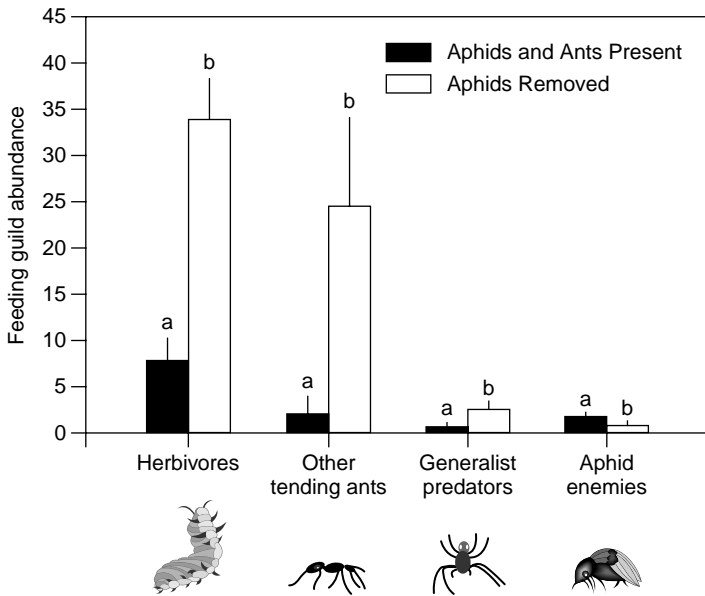 45
40
35
30
25
20
15
10
5
0
Feeding guild abundance
Aphids and Ants Present
Aphids Removed
a
b
a
b
a
b
a
b
Herbivores
Other
tending ants
Generalist
predators
Aphid
enemies